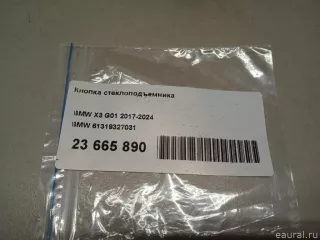 Кнопка стеклоподъемника
BMW X3 G01 2017-2024
BMW 61319327031
23 665 890
eaural.ru